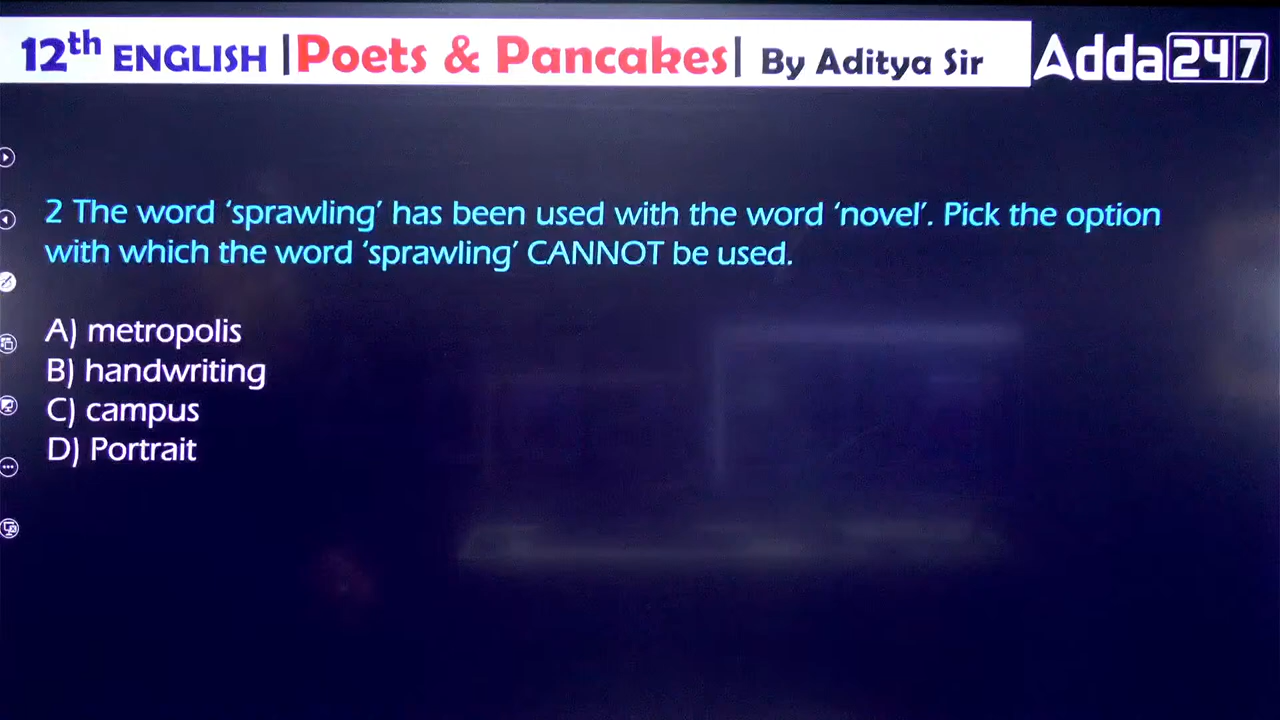 12th ENGLISH |Poets & Pancakes| By Aditya Sir
Adda247
2 The word ‘sprawling’ has been used with the word ‘novel’. Pick the option
with which the word ‘sprawling’ CANNOT be used.
A) metropolis
B) handwriting
C) campus
D) Portrait